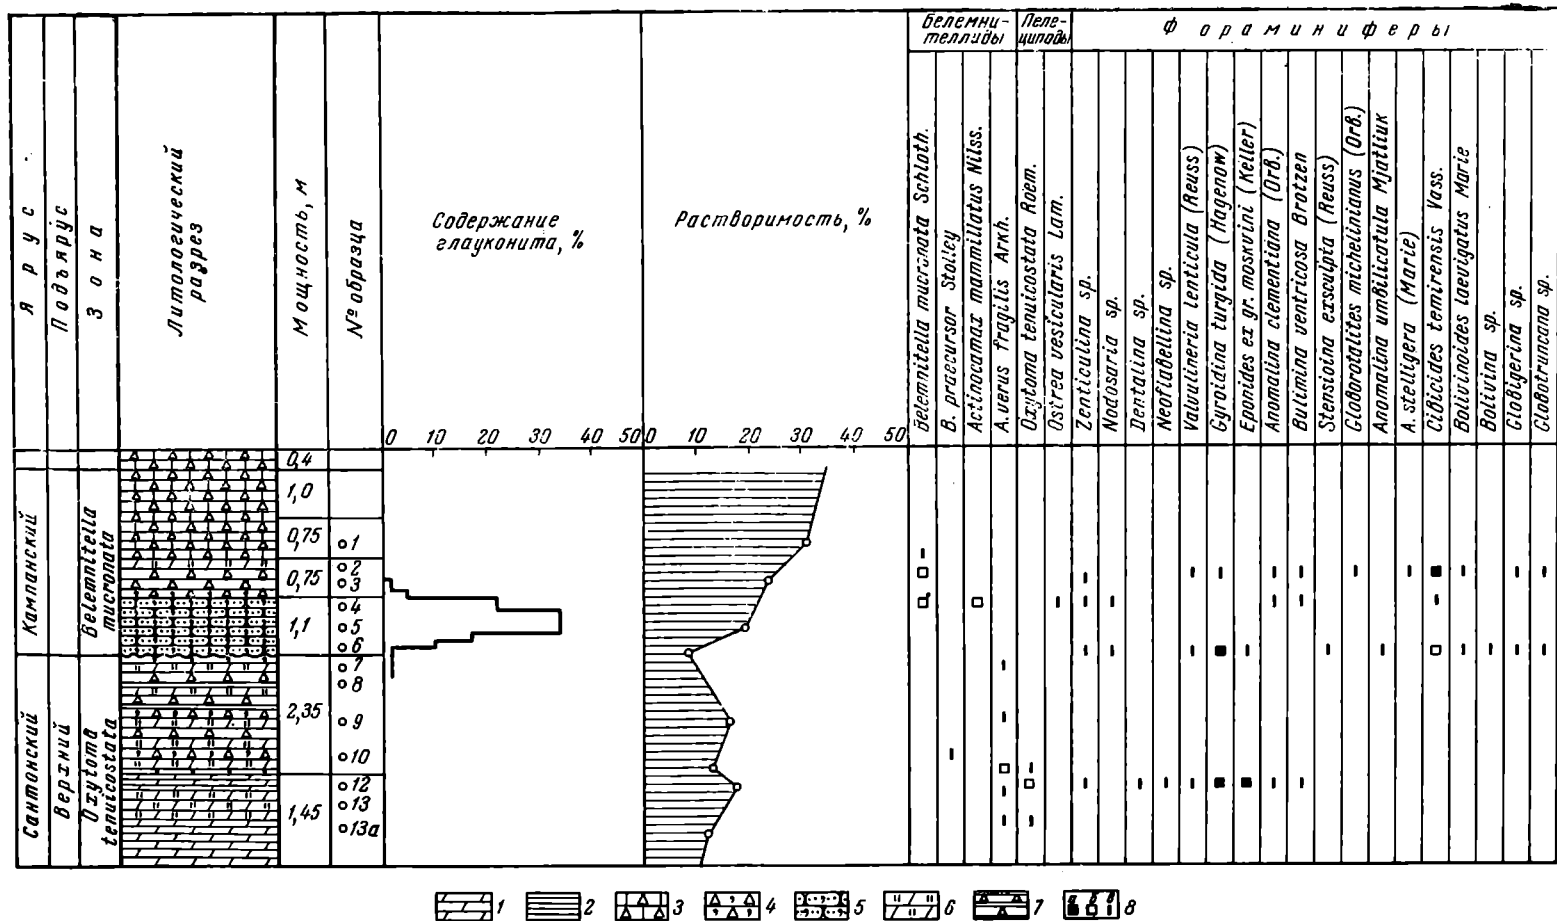 Белемни-
теллиды
Пеле-
циподы
Фораминиферы
Ярус
Подъярус
Зона
Литологический
разрез
Мощность, м
№ образца
Содержание
глауконита, %
Растворимость, %
Belemnitella mucronata Schloth.
B. praecursor Stolley
Actinocamax mammillatus Nilss.
A. verus fragilis Arkh.
Oxytoma tenuicostata Roem.
Ostrea vesicularis Lam.
Zenticulina sp.
Nodosaria sp.
Dentalina sp.
Neoflabellina sp.
Valvulineria lenticula (Reuss)
Gyroidina turgida (Hagenow)
Eponides ex gr. moskvini (Keller)
Anomalina clementiana (Orb.)
Bulimina ventricosa Brotzen
Stensioina exsculpta (Reuss)
Globorotalites michelinianus (Orb.)
Anomalina umbilicatula Mjatliuk
A. stelligera (Marie)
Cibicides temirensis Vass.
Bolivinoides laevigatus Marie
Bolivina sp.
Globigerina sp.
Globotruncana sp.
0 10 20 30 40 50
0 10 20 30 40 50
Кампанский
Belemnitella
mucronata
Сантонский
Верхний
Oxytoma
tenuicostata
0,4
1,0
0,75
0,75
1,1
2,35
1,45
1
2
3
4
5
6
7
8
9
10
12
13
13а
1 2 3 4 5 6 7 а б в 8